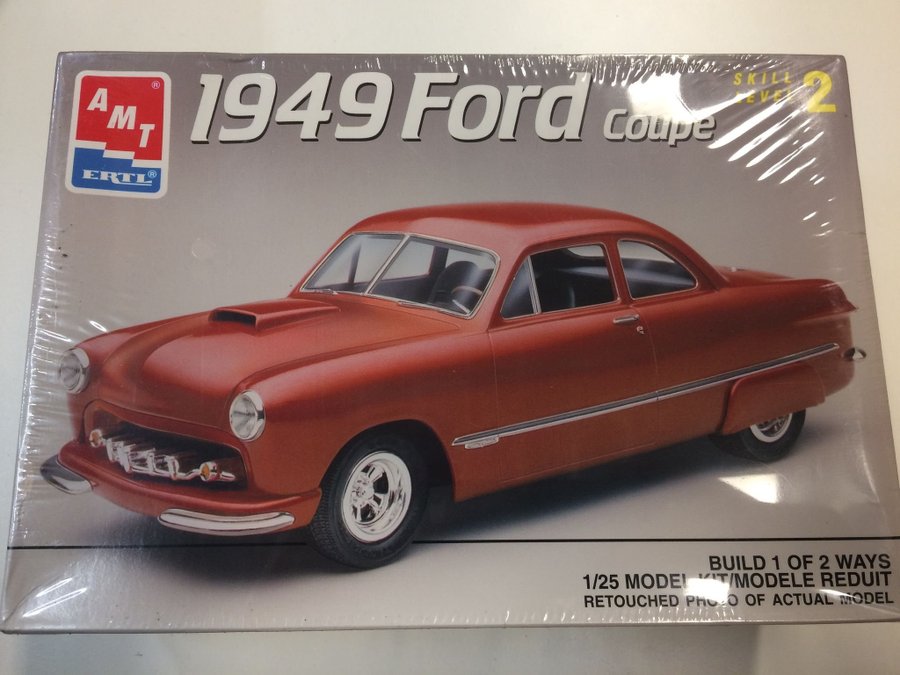 AMT®
ERTL®
1949 Ford Coupe
SKILL
LEVEL 2
BUILD 1 OF 2 WAYS
1/25 MODEL KIT/MODELE REDUIT
RETOUCHED PHOTO OF ACTUAL MODEL